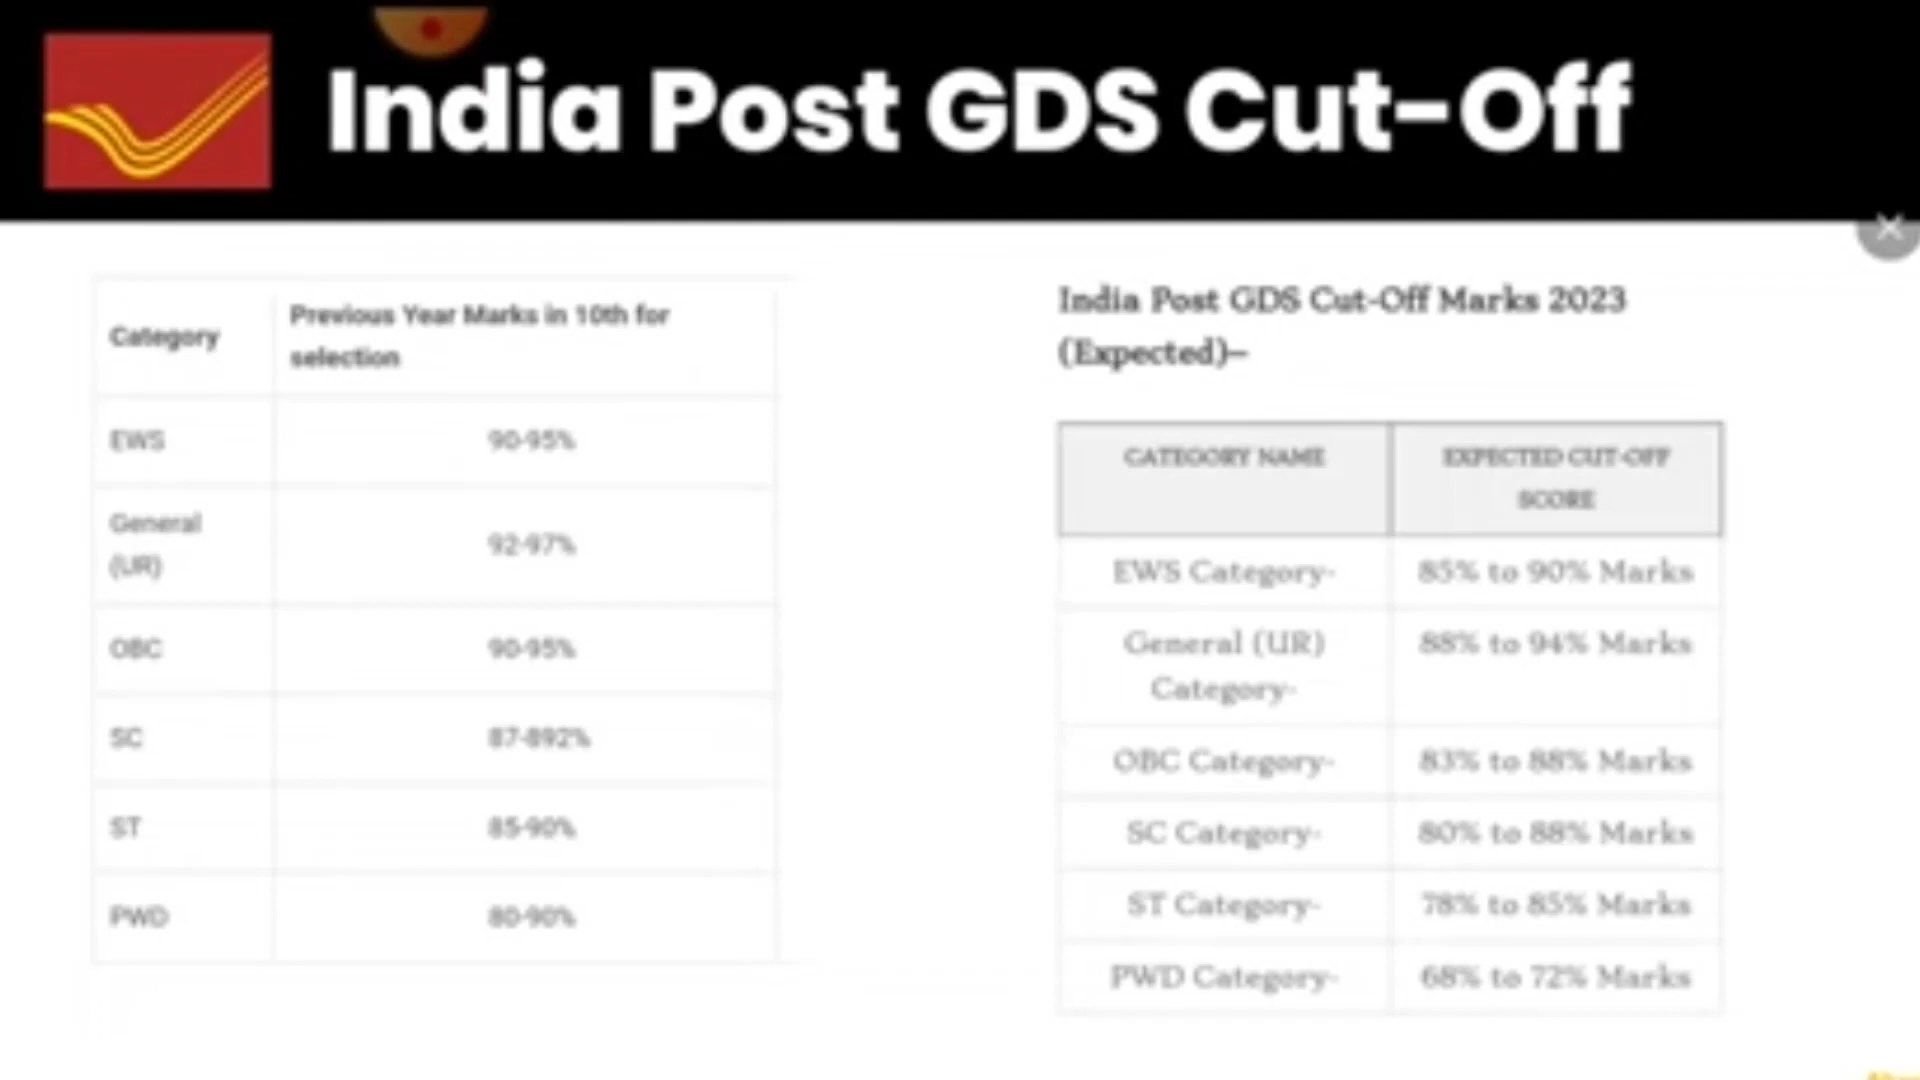 India Post GDS Cut-Off
Category
Previous Year Marks in 10th for
selection
EWS
90-95%
General
(UR)
92-97%
OBC
90-95%
SC
87-892%
ST
85-90%
PWD
80-90%
India Post GDS Cut-Off Marks 2023
(Expected)–
CATEGORY NAME
EXPECTED CUT-OFF
SCORE
EWS Category-
85% to 90% Marks
General (UR)
Category-
88% to 94% Marks
OBC Category-
83% to 88% Marks
SC Category-
80% to 88% Marks
ST Category-
78% to 85% Marks
PWD Category-
68% to 72% Marks